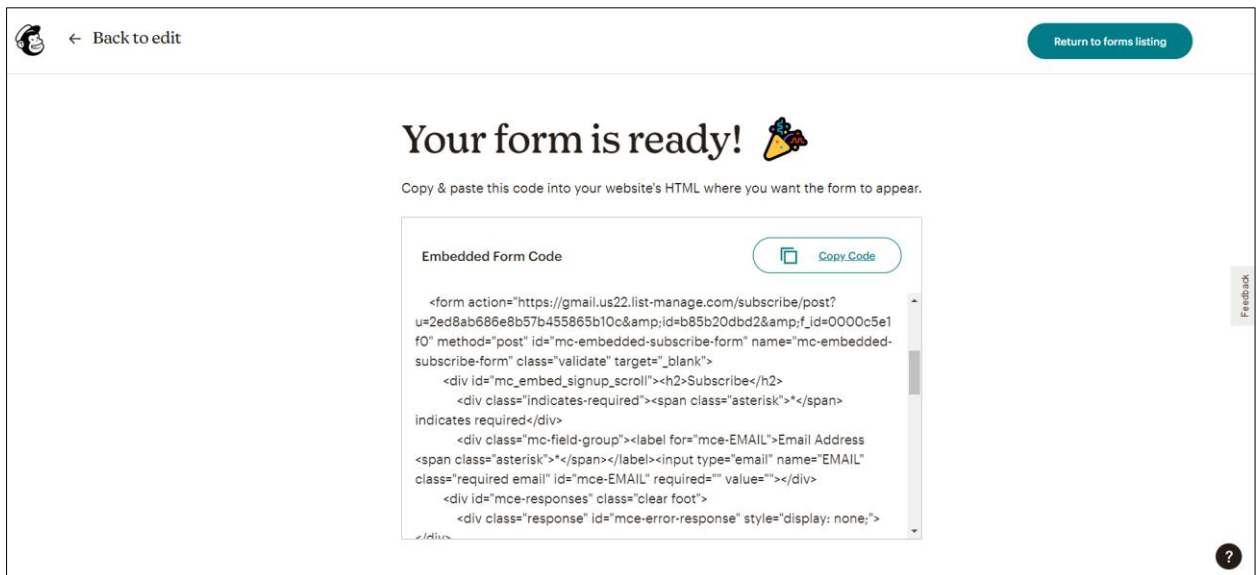 ← Back to edit
Return to forms listing
Your form is ready!
Copy & paste this code into your website's HTML where you want the form to appear.
Embedded Form Code
Copy Code
<form action="https://gmail.us22.list-manage.com/subscribe/post?
u=2ed8ab686e8b57b455865b10c&amp;id=b85b20dbd2&amp;f_id=0000c5e1
f0" method="post" id="mc-embedded-subscribe-form" name="mc-embedded-
subscribe-form" class="validate" target="_blank">
<div id="mc_embed_signup_scroll"><h2>Subscribe</h2>
<div class="indicates-required"><span class="asterisk">*</span>
indicates required</div>
<div class="mc-field-group"><label for="mce-EMAIL">Email Address
<span class="asterisk">*</span></label><input type="email" name="EMAIL"
class="required email" id="mce-EMAIL" required="" value=""></div>
<div id="mce-responses" class="clear foot">
<div class="response" id="mce-error-response" style="display: none;">
</div>
Feedback
?